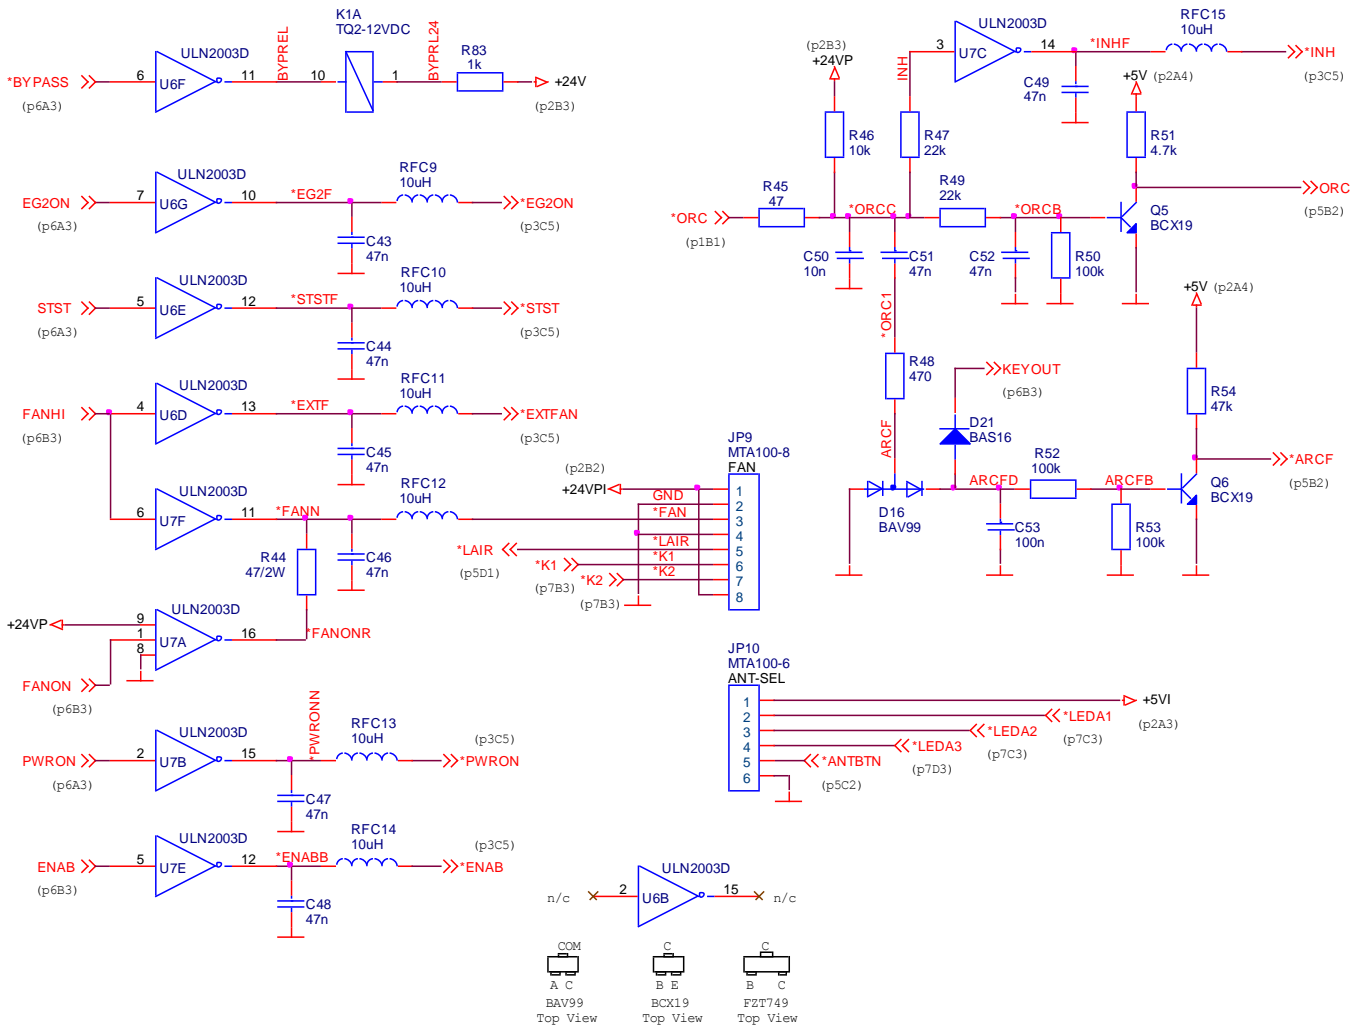 K1A
TQ2-12VDC
ULN2003D
*BYPASS
(p6A3)
6
U6F
11
BYPREL
10
1
BYPRL24
R83
1k
+24V
(p2B3)
ULN2003D
EG2ON
(p6A3)
7
U6G
10
*EG2F
RFC9
10uH
*EG2ON
(p3C5)
C43
47n
ULN2003D
STST
(p6A3)
5
U6E
12
*STSTF
RFC10
10uH
*STST
(p3C5)
C44
47n
ULN2003D
FANHI
(p6B3)
4
U6D
13
*EXTF
RFC11
10uH
*EXTFAN
(p3C5)
C45
47n
ULN2003D
6
U7F
11
*FANN
RFC12
10uH
R44
47/2W
C46
47n
ULN2003D
+24VP
9
1
8
U7A
16
*FANONR
FANON
(p6B3)
ULN2003D
PWRON
(p6A3)
2
U7B
15
*PWRONN
RFC13
10uH
(p3C5)
*PWRON
C47
47n
ULN2003D
ENAB
(p6B3)
5
U7E
12
*ENABB
RFC14
10uH
(p3C5)
*ENAB
C48
47n
ULN2003D
3
U7C
14
INH
*INHF
RFC15
10uH
*INH
(p3C5)
C49
47n
(p2B3)
+24VP
R46
10k
R47
22k
+5V (p2A4)
R51
4.7k
ORC
(p5B2)
*ORC
(p1B1)
R45
47
*ORCC
R49
22k
*ORCB
Q5
BCX19
C50
10n
C51
47n
C52
47n
R50
100k
*ORC1
R48
470
ARCF
KEYOUT
(p6B3)
D21
BAS16
D16
BAV99
ARCFD
R52
100k
ARCFB
C53
100n
R53
100k
+5V (p2A4)
R54
47k
*ARCF
(p5B2)
Q6
BCX19
JP9
MTA100-8
FAN
(p2B2)
+24VPI
1
GND
2
*FAN
3
4
*LAIR
(p5D1)
*LAIR
5
*K1
(p7B3)
*K1
6
*K2
(p7B3)
*K2
7
8
JP10
MTA100-6
ANT-SEL
1
+5VI
(p2A3)
2
*LEDA1
(p7C3)
3
*LEDA2
(p7C3)
4
*LEDA3
(p7D3)
5
*ANTBTN
(p5C2)
6
ULN2003D
n/c
2
U6B
15
n/c
COM
A C
BAV99
Top View
C
B E
BCX19
Top View
C
B C
FZT749
Top View